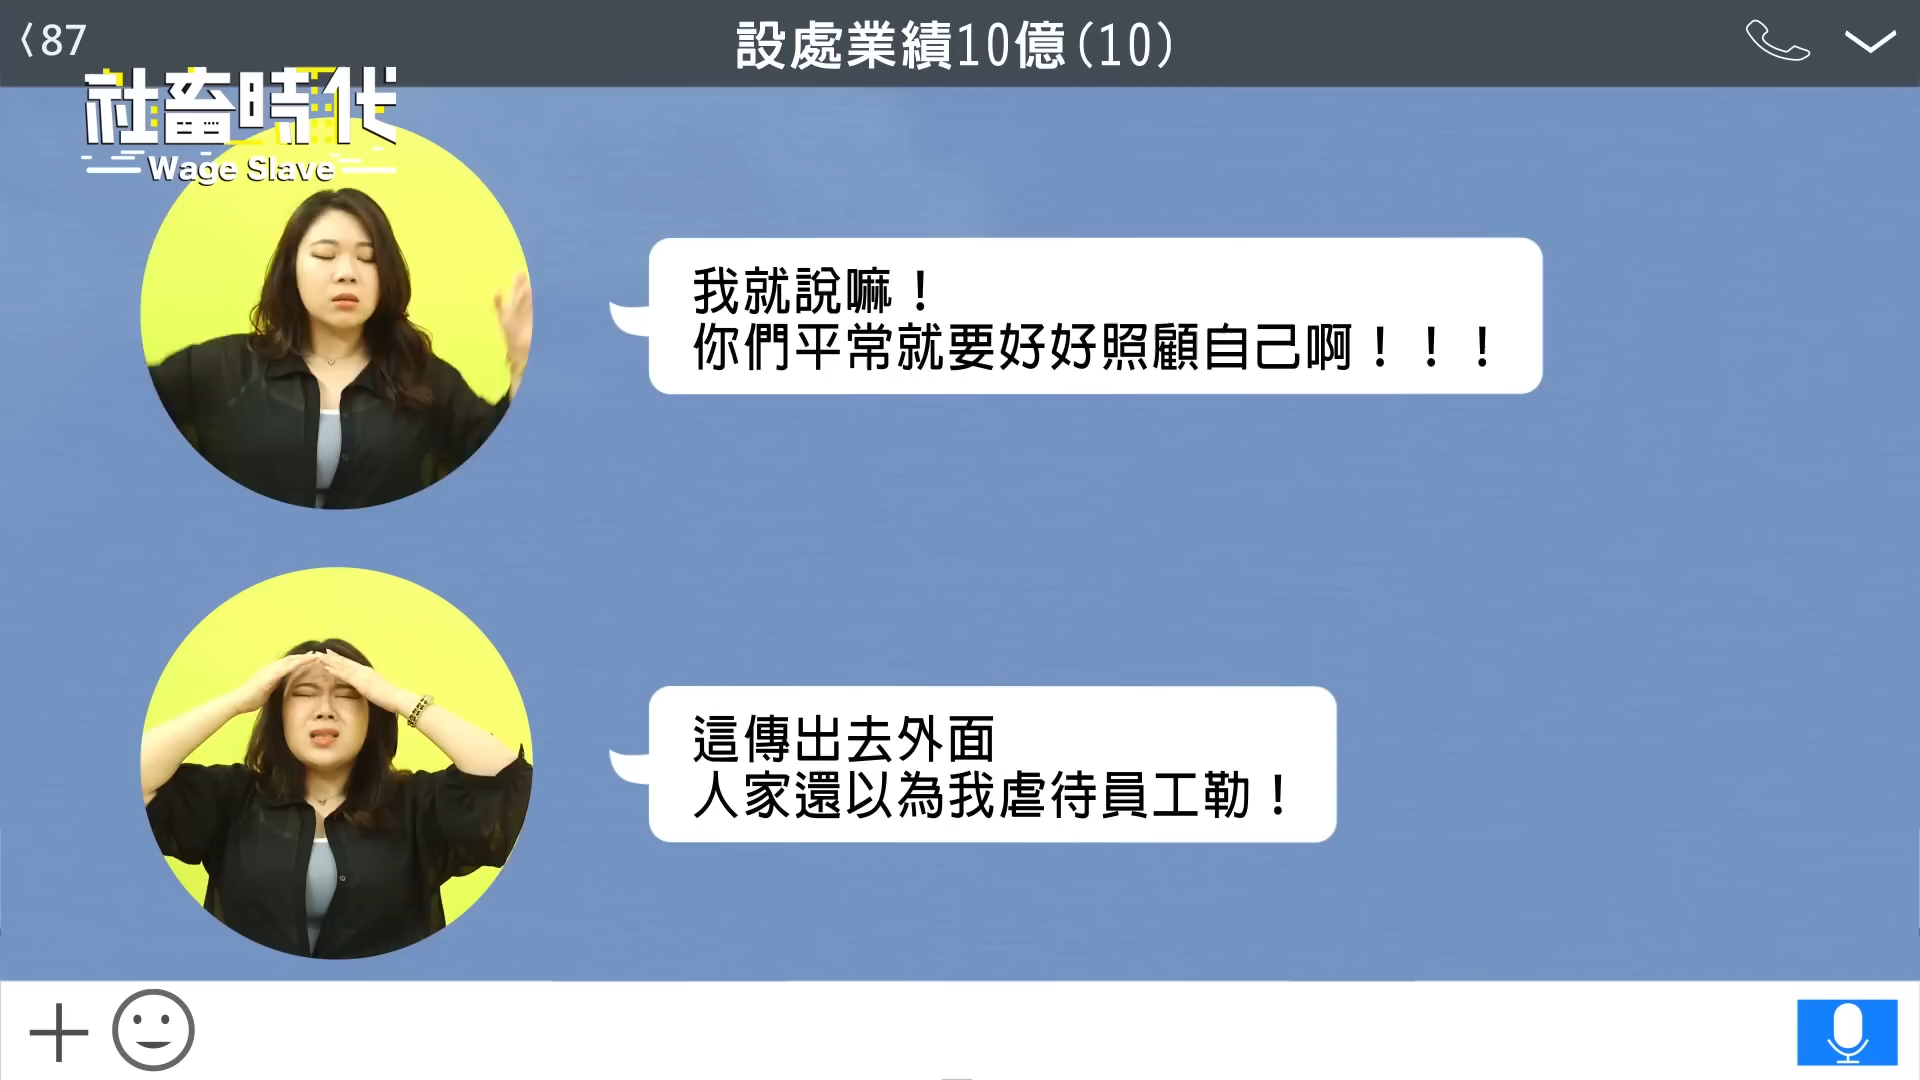 〈87
設處業績10億(10)
社畜時代
Wage Slave
我就說嘛！
你們平常就要好好照顧自己啊！！！
這傳出去外面
人家還以為我虐待員工勒！